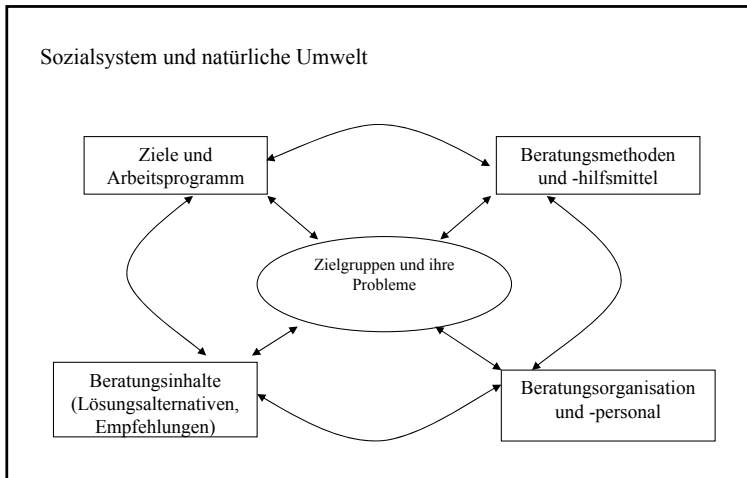 Sozialsystem und natürliche Umwelt
Ziele und
Arbeitsprogramm
Beratungsmethoden
und -hilfsmittel
Zielgruppen und ihre
Probleme
Beratungsinhalte
(Lösungsalternativen,
Empfehlungen)
Beratungsorganisation
und -personal